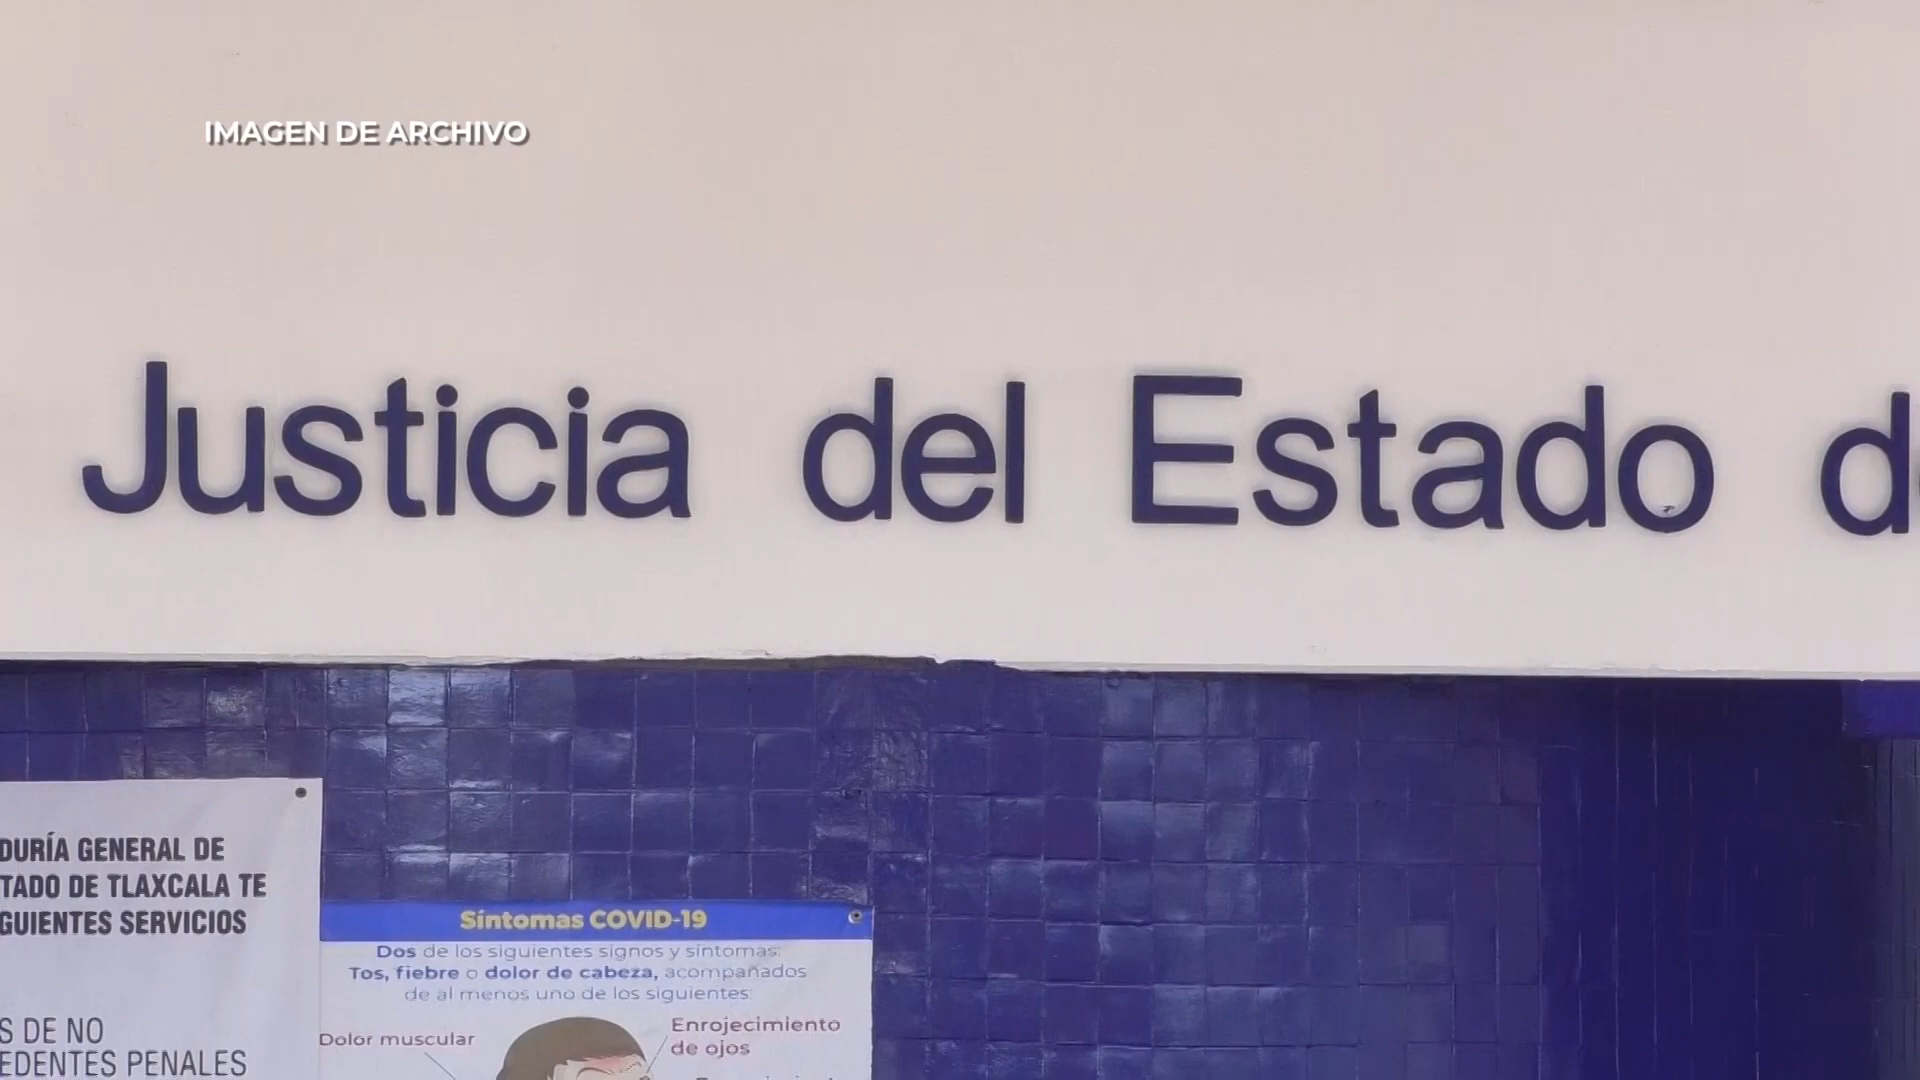 IMAGEN DE ARCHIVO
Justicia del Estado d
DURÍA GENERAL DE
TADO DE TLAXCALA TE
GUIENTES SERVICIOS
S DE NO
EDENTES PENALES
Síntomas COVID-19
Dos de los siguientes signos y síntomas:
Tos, fiebre o dolor de cabeza, acompañados
de al menos uno de los siguientes:
Dolor muscular
Enrojecimiento
de ojos